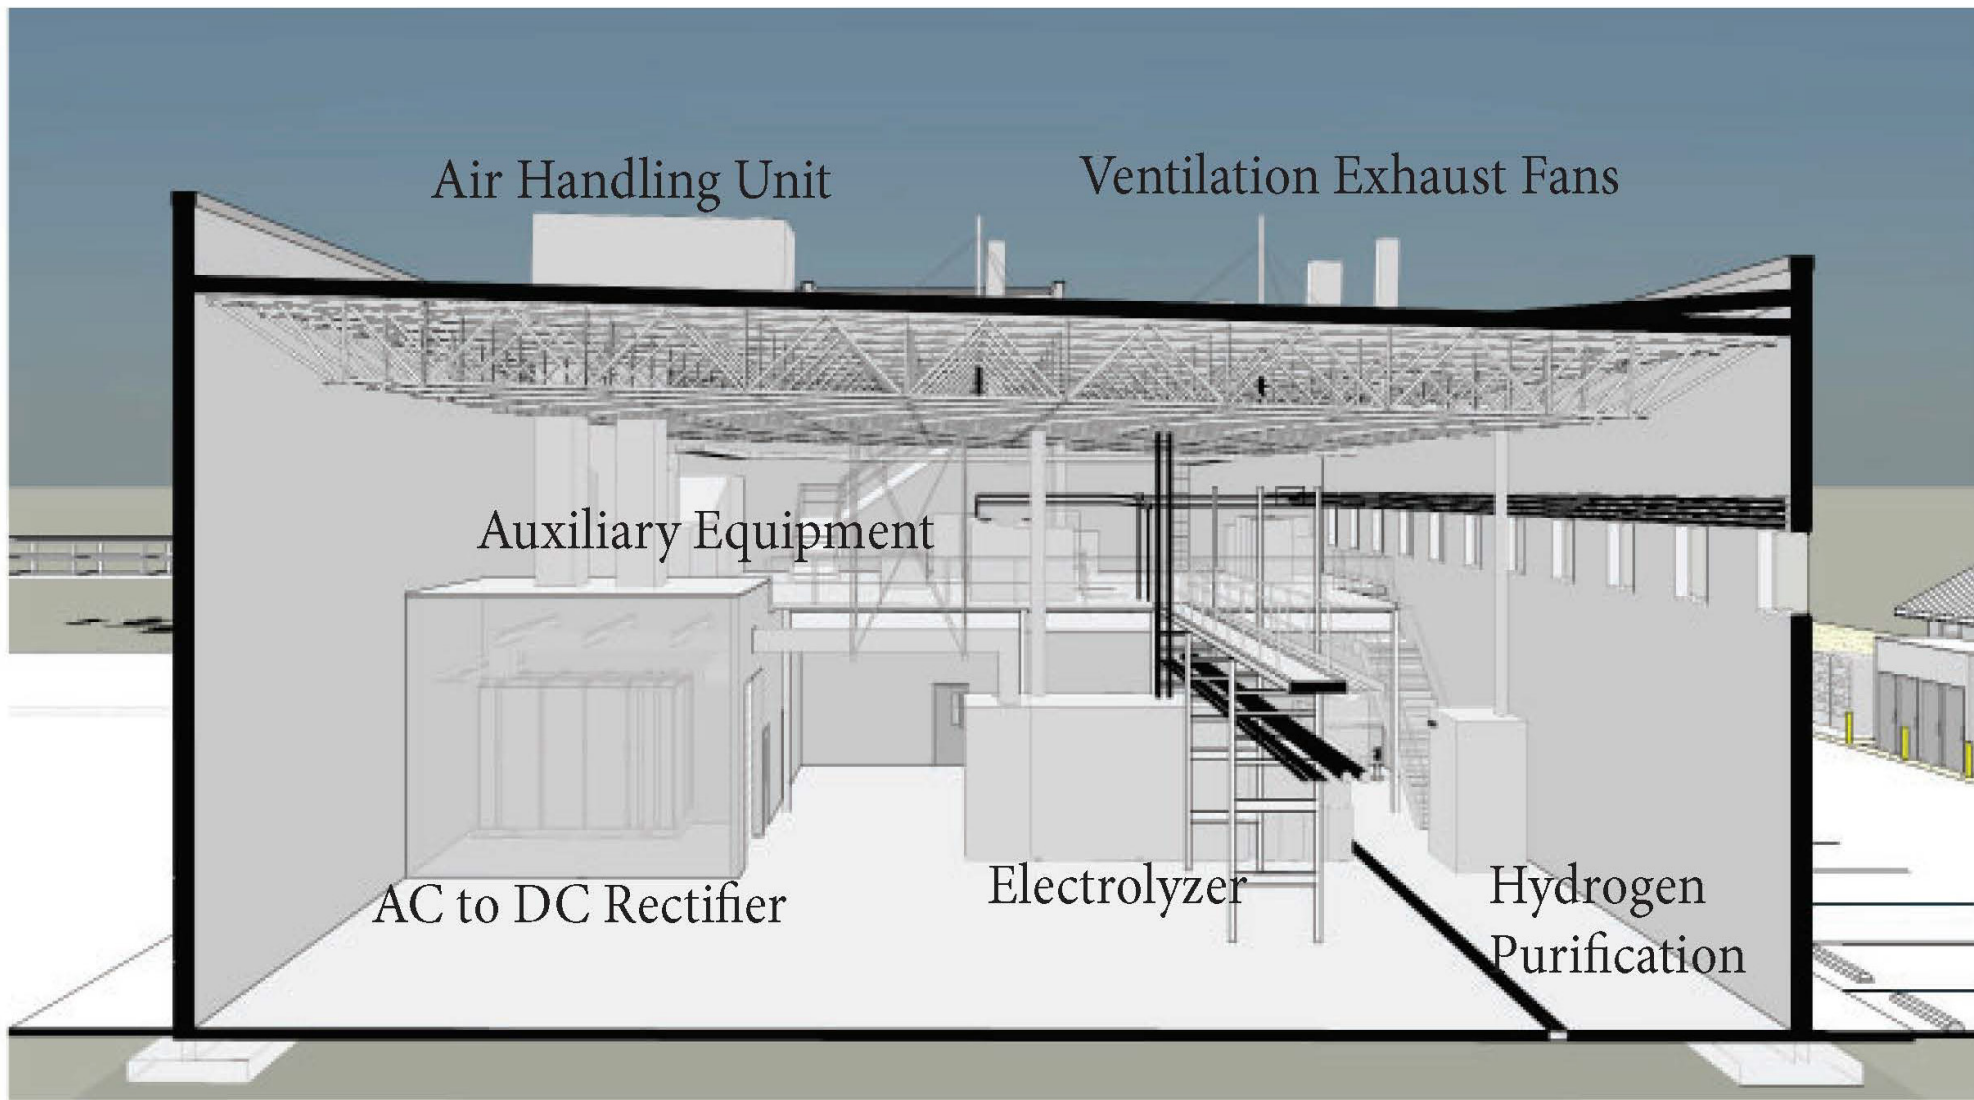 Air Handling Unit
Ventilation Exhaust Fans
Auxiliary Equipment
AC to DC Rectifier
Electrolyzer
Hydrogen
Purification